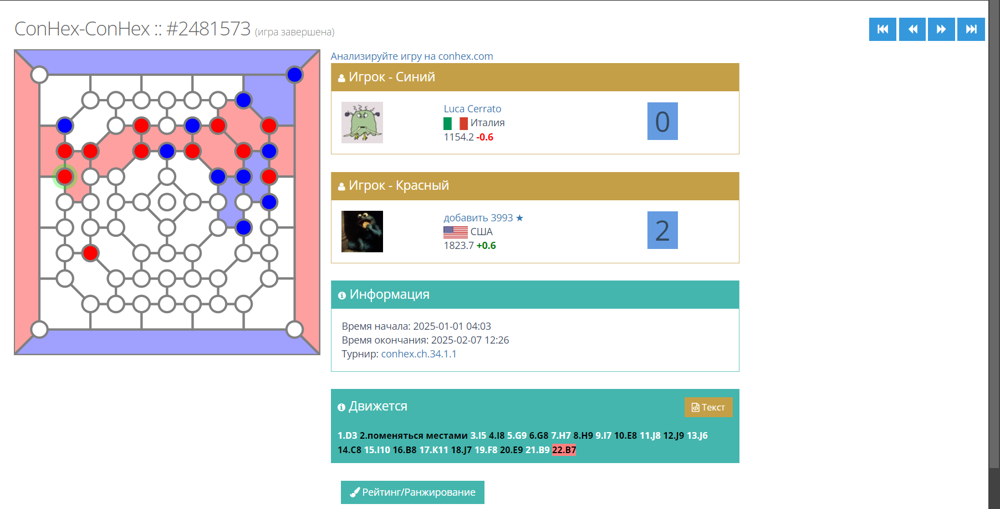 ConHex-ConHex :: #2481573 (игра завершена)
Анализируйте игру на conhex.com
Игрок - Синий
Luca Cerrato
Италия
1154.2 -0.6
0
Игрок - Красный
добавить 3993 ★
США
1823.7 +0.6
2
Информация
Время начала: 2025-01-01 04:03
Время окончания: 2025-02-07 12:26
Турнир: conhex.ch.34.1.1
Движется
Текст
1.D3 2.поменяться местами 3.I5 4.I8 5.G9 6.G8 7.H7 8.H9 9.I7 10.E8 11.J8 12.J9 13.J6
14.C8 15.I10 16.B8 17.K11 18.J7 19.F8 20.E9 21.B9 22.B7
Рейтинг/Ранжирование